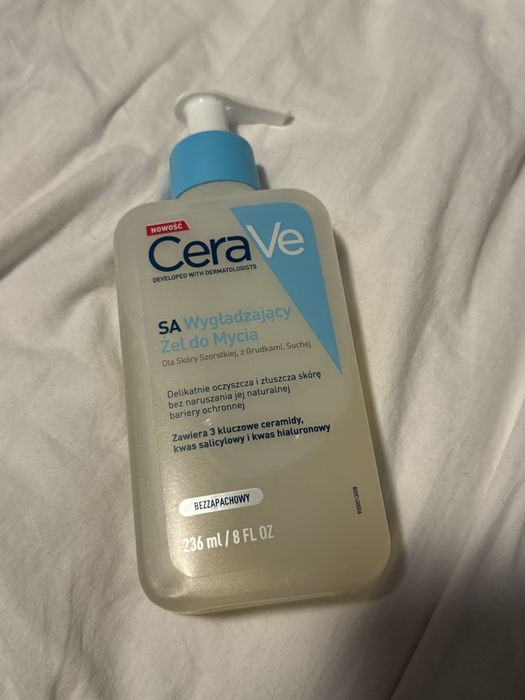 NOWOŚĆ
CeraVe
DEVELOPED WITH DERMATOLOGISTS
SA Wygładzający
Żel do Mycia
Dla Skóry Szorstkiej, z Grudkami, Suchej
Delikatnie oczyszcza i złuszcza skórę
bez naruszania jej naturalnej
bariery ochronnej
Zawiera 3 kluczowe ceramidy,
kwas salicylowy i kwas hialuronowy
BEZZAPACHOWY
236 ml / 8 FL OZ